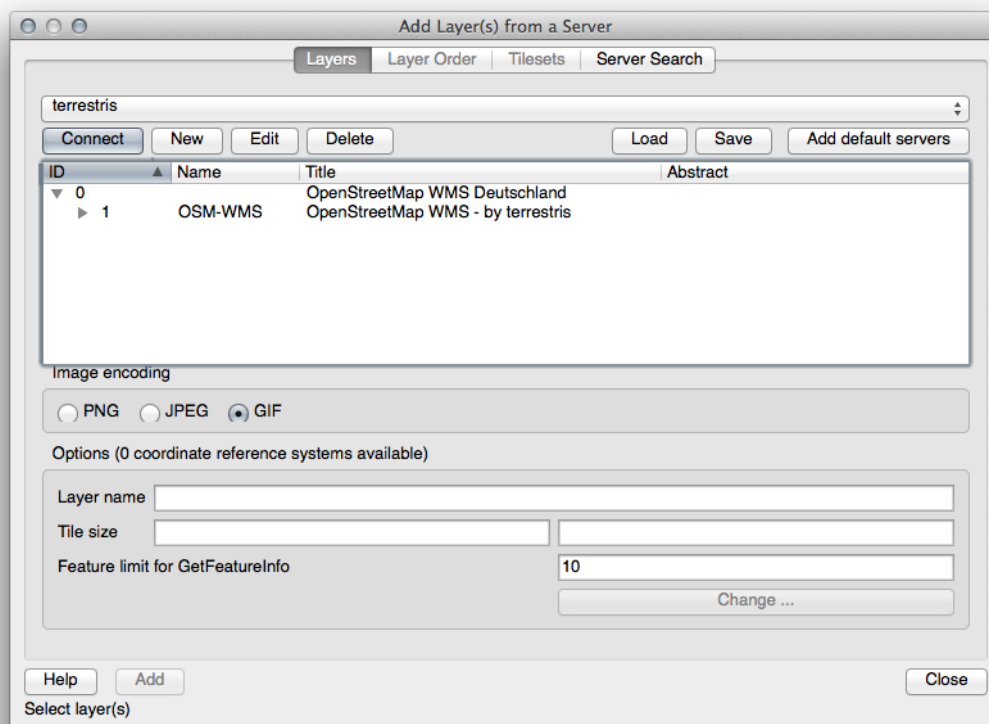 Add Layer(s) from a Server
Layers Layer Order Tilesets Server Search
terrestris
Connect New Edit Delete Load Save Add default servers
ID Name Title Abstract
0 OpenStreetMap WMS Deutschland
1 OSM-WMS OpenStreetMap WMS - by terrestris
Image encoding
PNG JPEG GIF
Options (0 coordinate reference systems available)
Layer name
Tile size
Feature limit for GetFeatureInfo 10
Change ...
Help Add Close
Select layer(s)